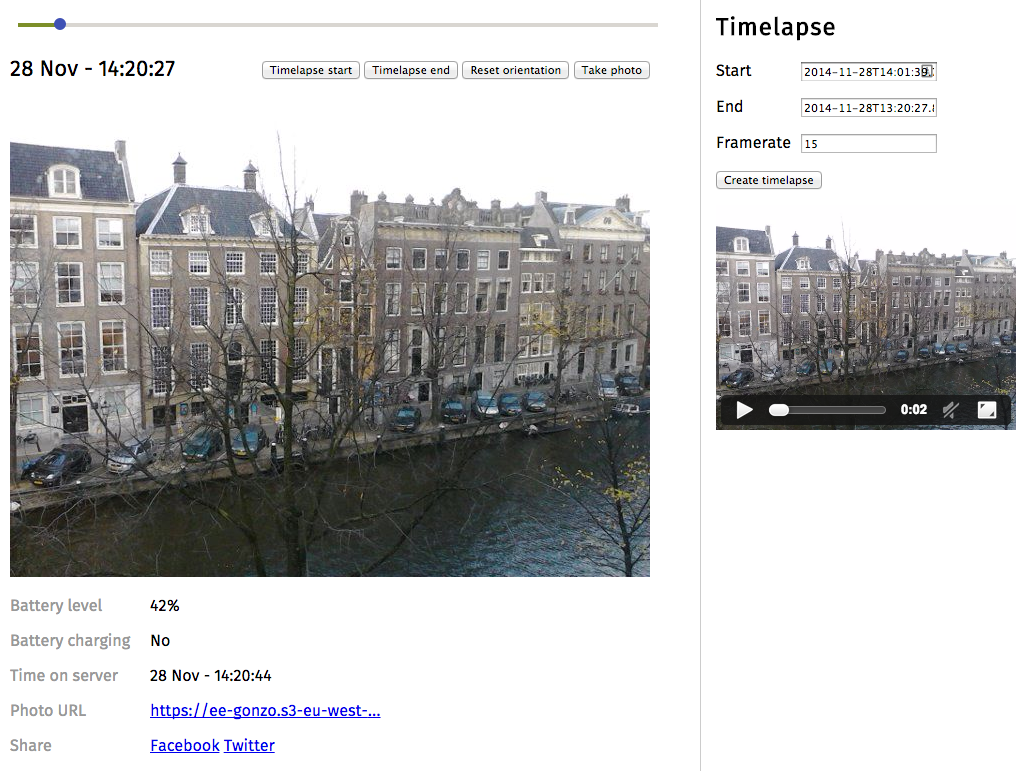 28 Nov - 14:20:27
Timelapse start
Timelapse end
Reset orientation
Take photo
Battery level 42%
Battery charging No
Time on server 28 Nov - 14:20:44
Photo URL https://ee-gonzo.s3-eu-west-...
Share Facebook Twitter
Timelapse
Start 2014-11-28T14:01:39.
End 2014-11-28T13:20:27.
Framerate 15
Create timelapse
0:02